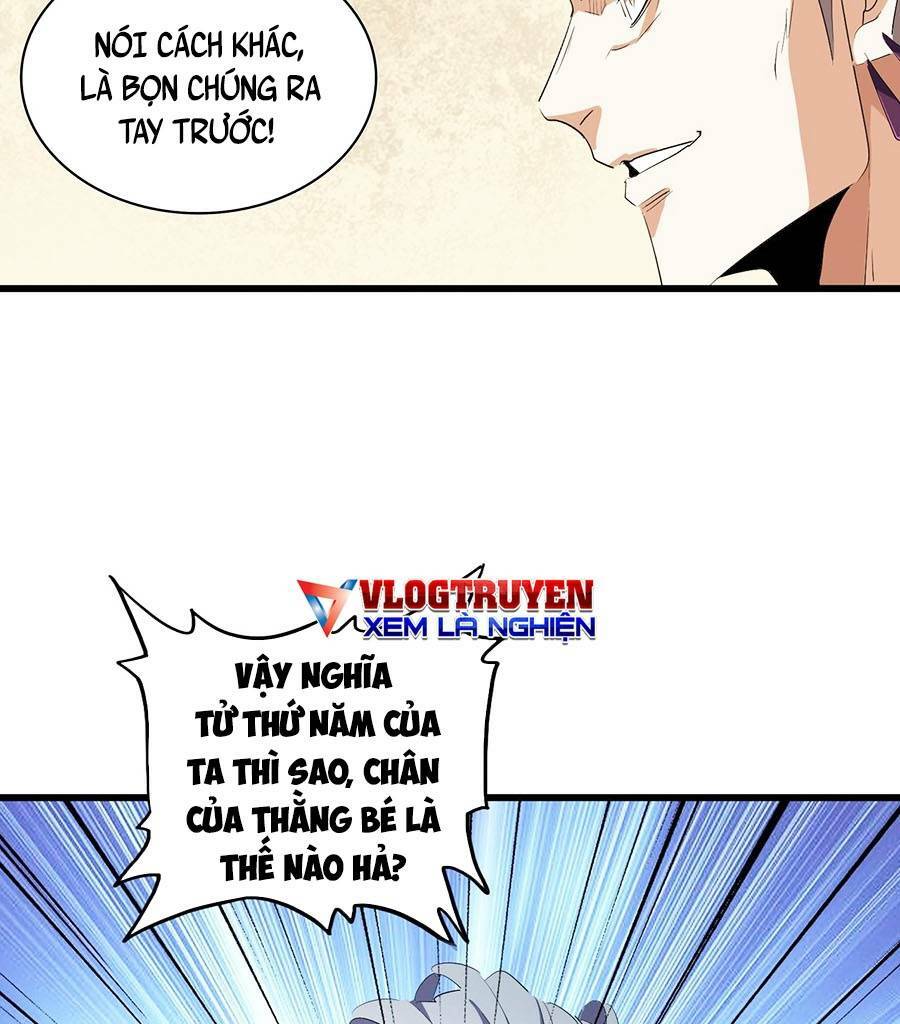 NÓI CÁCH KHÁC,
LÀ BỌN CHÚNG RA
TAY TRƯỚC!
VLOGTRUYEN
XEM LÀ NGHIỆN
VẬY NGHĨA
TỬ THỨ NĂM CỦA
TA THÌ SAO, CHÂN
CỦA THẰNG BÉ LÀ
THẾ NÀO HẢ?